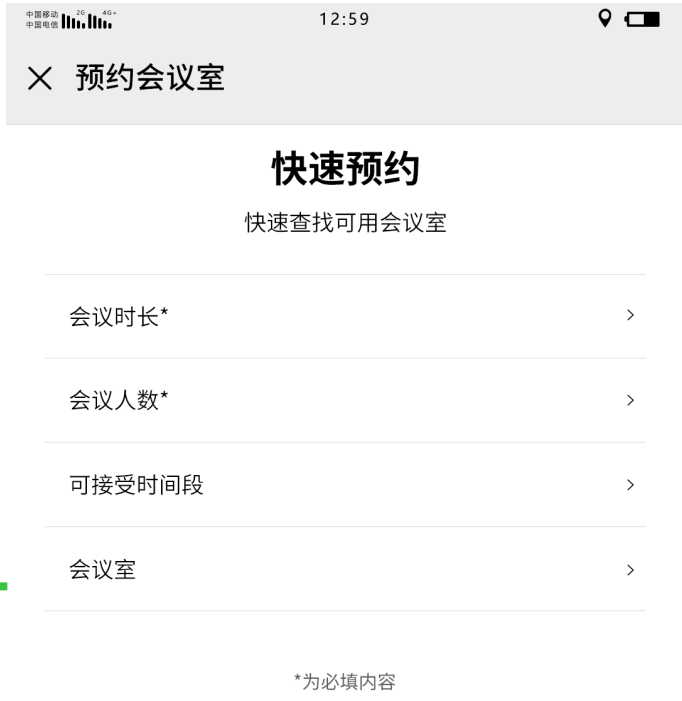 中国移动 2G 4G+
中国电信
12:59
预约会议室
快速预约
快速查找可用会议室
会议时长*
会议人数*
可接受时间段
会议室
*为必填内容